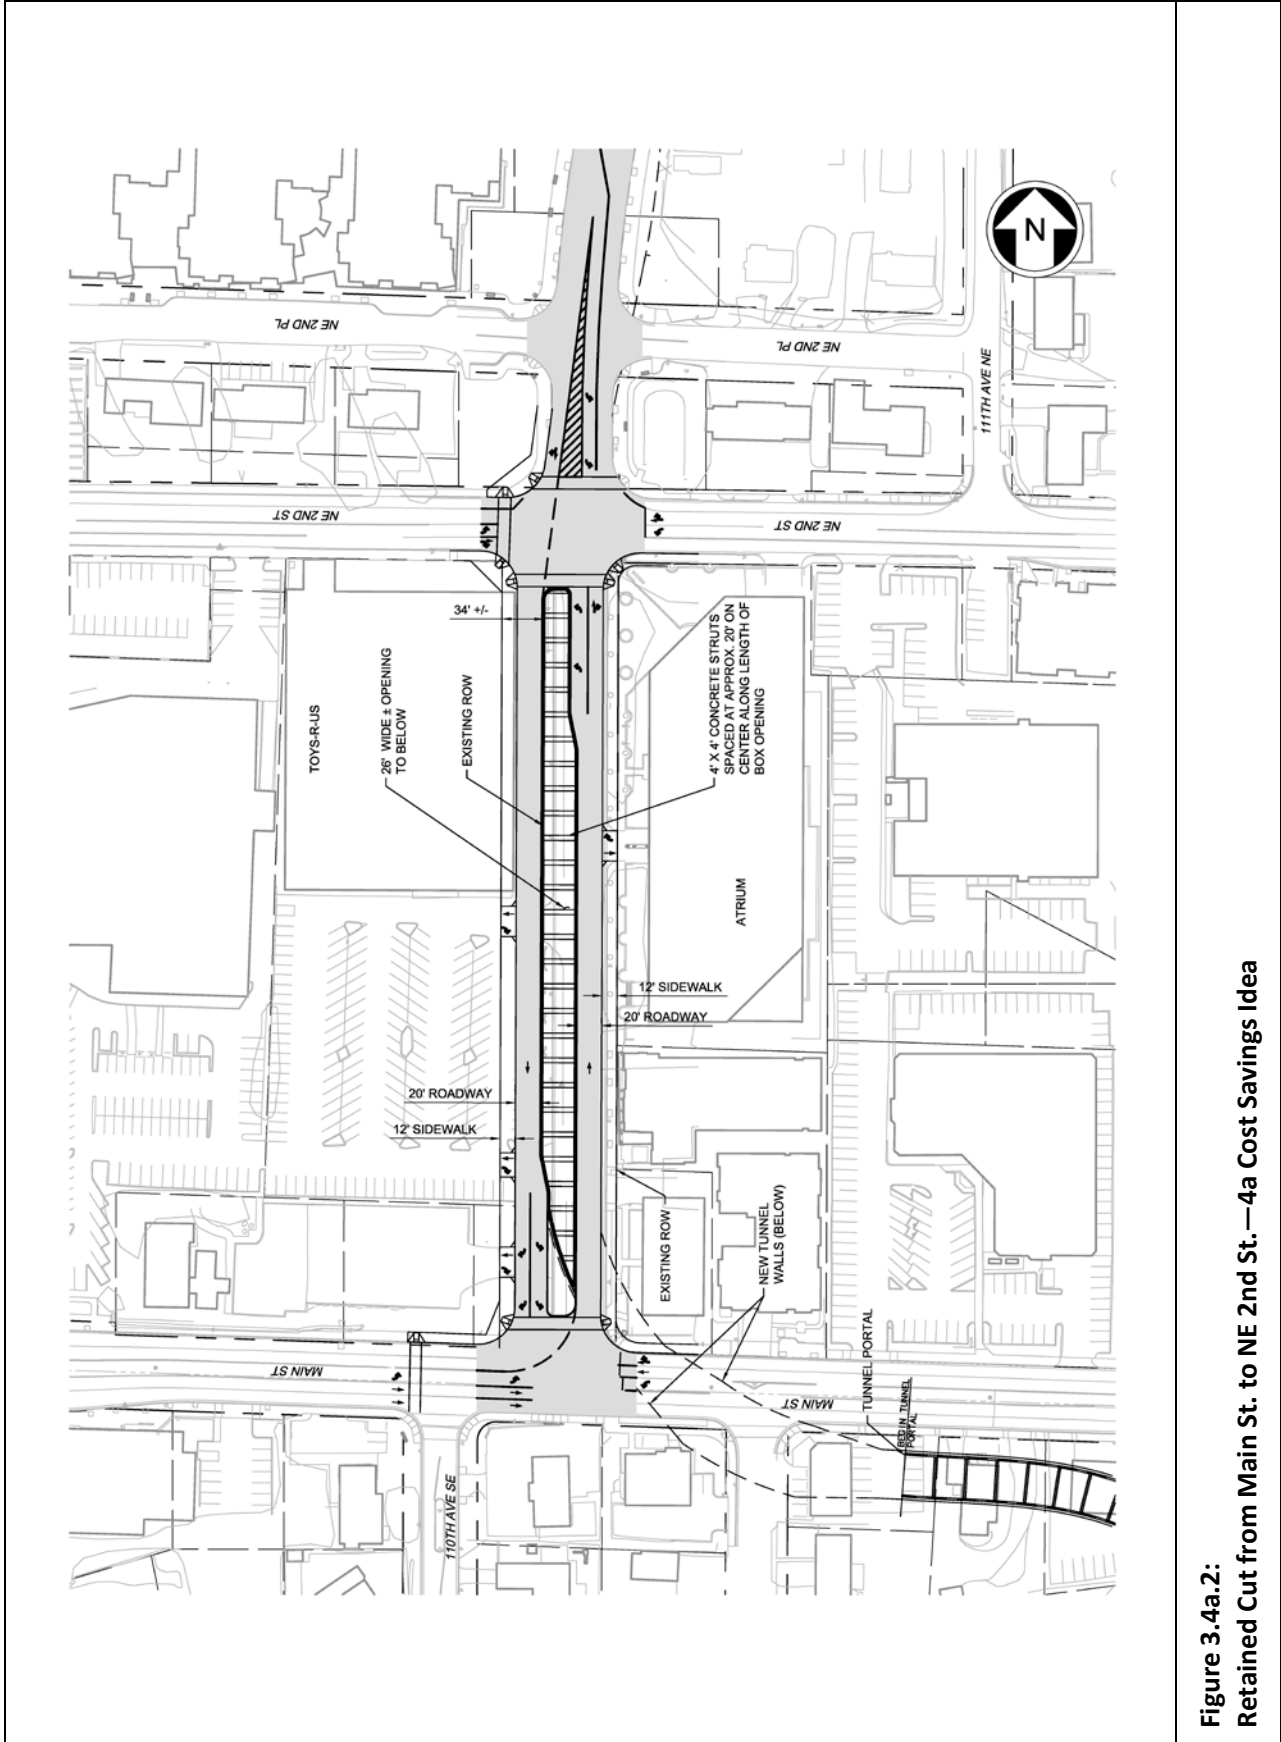 NE 2ND PL
NE 2ND PL
111TH AVE NE
N
NE 2ND ST
NE 2ND ST
34' +/-
TOYS-R-US
26' WIDE ± OPENING
TO BELOW
EXISTING ROW
4' X 4' CONCRETE STRUTS
SPACED AT APPROX. 20' ON
CENTER ALONG LENGTH OF
BOX OPENING
ATRIUM
12' SIDEWALK
20' ROADWAY
20' ROADWAY
12' SIDEWALK
EXISTING ROW
NEW TUNNEL
WALLS (BELOW)
MAIN ST
MAIN ST
TUNNEL PORTAL
BEGIN TUNNEL
PORTAL
110TH AVE SE
Figure 3.4a.2:
Retained Cut from Main St. to NE 2nd St.—4a Cost Savings Idea